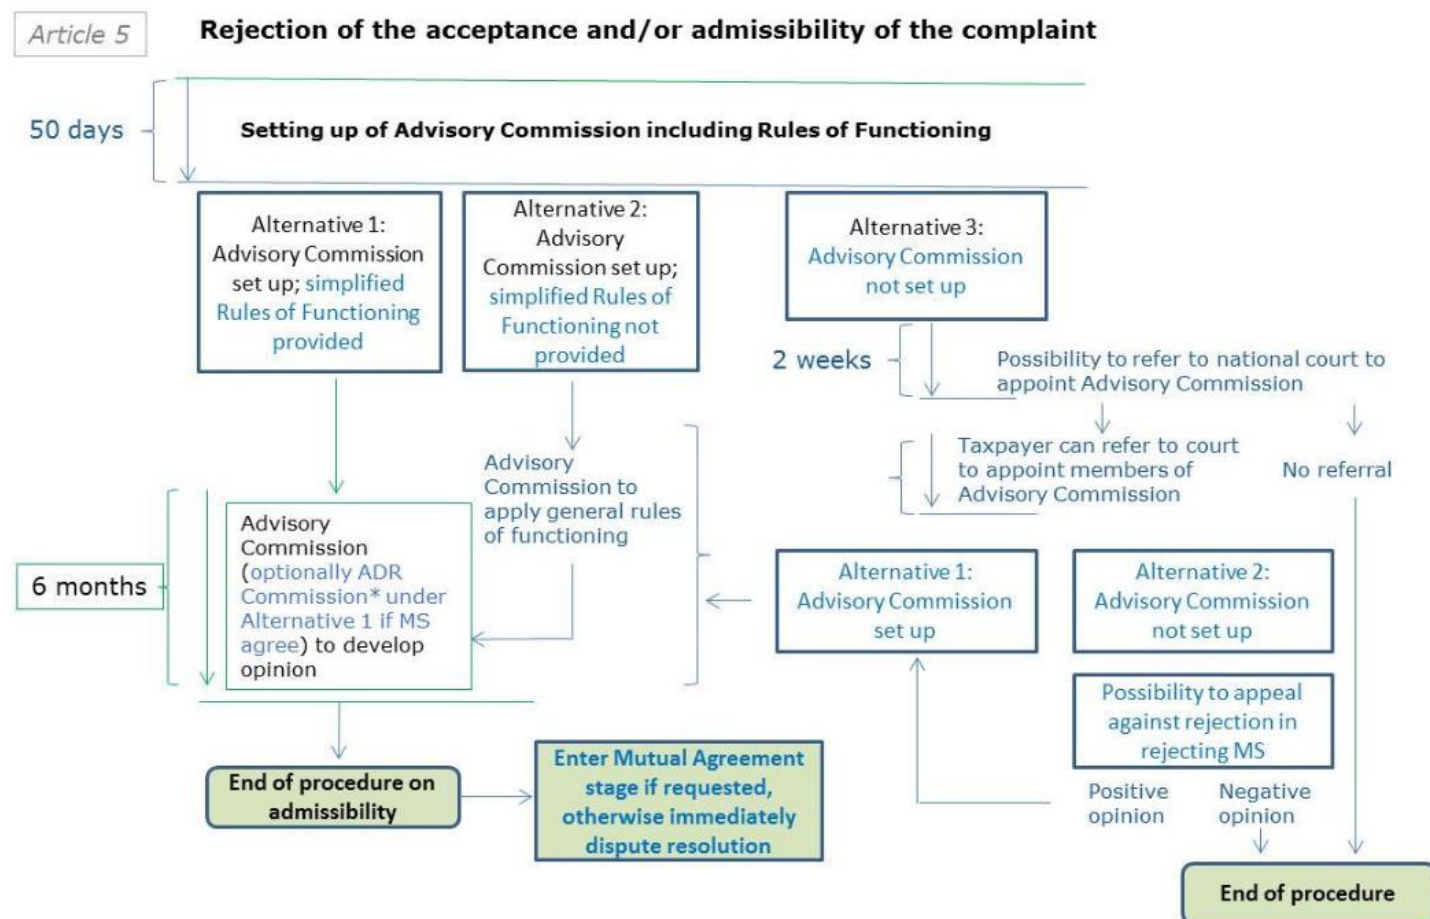 Article 5
Rejection of the acceptance and/or admissibility of the complaint
50 days
Setting up of Advisory Commission including Rules of Functioning
Alternative 1:
Advisory Commission
set up; simplified
Rules of Functioning
provided
Alternative 2:
Advisory
Commission set up;
simplified Rules of
Functioning not
provided
Alternative 3:
Advisory Commission
not set up
2 weeks
Possibility to refer to national court to
appoint Advisory Commission
Taxpayer can refer to court
to appoint members of
Advisory Commission
No referral
Advisory
Commission to
apply general rules
of functioning
6 months
Advisory
Commission
(optionally ADR
Commission* under
Alternative 1 if MS
agree) to develop
opinion
Alternative 1:
Advisory Commission
set up
Alternative 2:
Advisory Commission
not set up
Possibility to appeal
against rejection in
rejecting MS
Positive
opinion
Negative
opinion
End of procedure on
admissibility
Enter Mutual Agreement
stage if requested,
otherwise immediately
dispute resolution
End of procedure